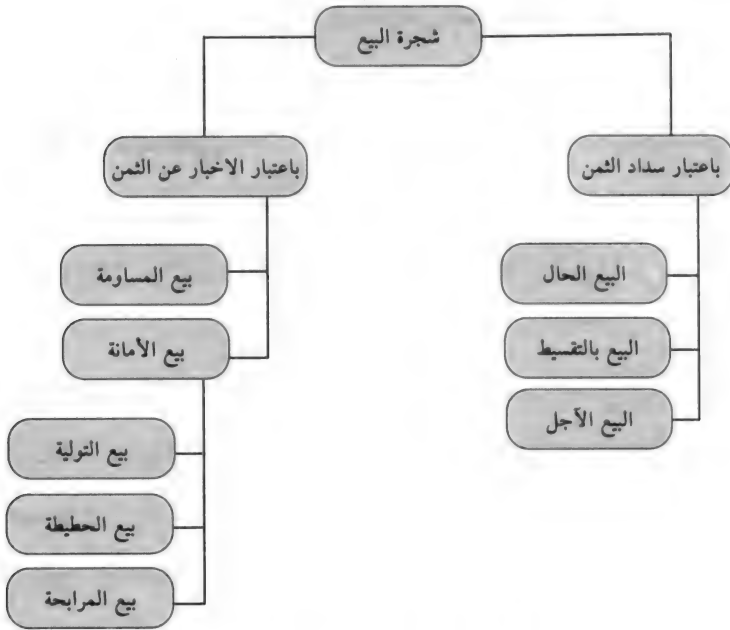 شجرة البيع
باعتبار سداد الثمن
البيع الحال
البيع بالتقسيط
البيع الآجل
باعتبار الاخبار عن الثمن
بيع المساومة
بيع الأمانة
بيع التولية
بيع الحطيطة
بيع المرابحة